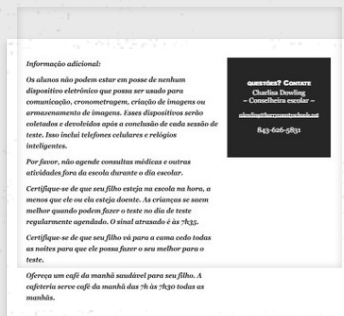 Informação adicional:
Os alunos não podem estar em posse de nenhum
dispositivo eletrônico que possa ser usado para
comunicação, cronometragem, criação de imagens ou
armazenamento de imagens. Esses dispositivos serão
coletados e devolvidos após a conclusão de cada sessão de
teste. Isso inclui telefones celulares e relógios
inteligentes.
Por favor, não agende consultas médicas e outras
atividades fora da escola durante o dia escolar.
Certifique-se de que seu filho esteja na escola na hora, a
menos que ele ou ela esteja doente. As crianças se saem
melhor quando podem fazer o teste no dia de teste
regularmente agendado. O sinal atrasado é às 7h35.
Certifique-se de que seu filho vá para a cama cedo todas
as noites para que ele possa fazer o seu melhor para o
teste.
Ofereça um café da manhã saudável para seu filho. A
cafeteria serve café da manhã das 7h às 7h30 todas as
manhãs.
QUESTÕES? CONTATE
Charlisa Dowling
– Conselheira escolar –
843-626-5831